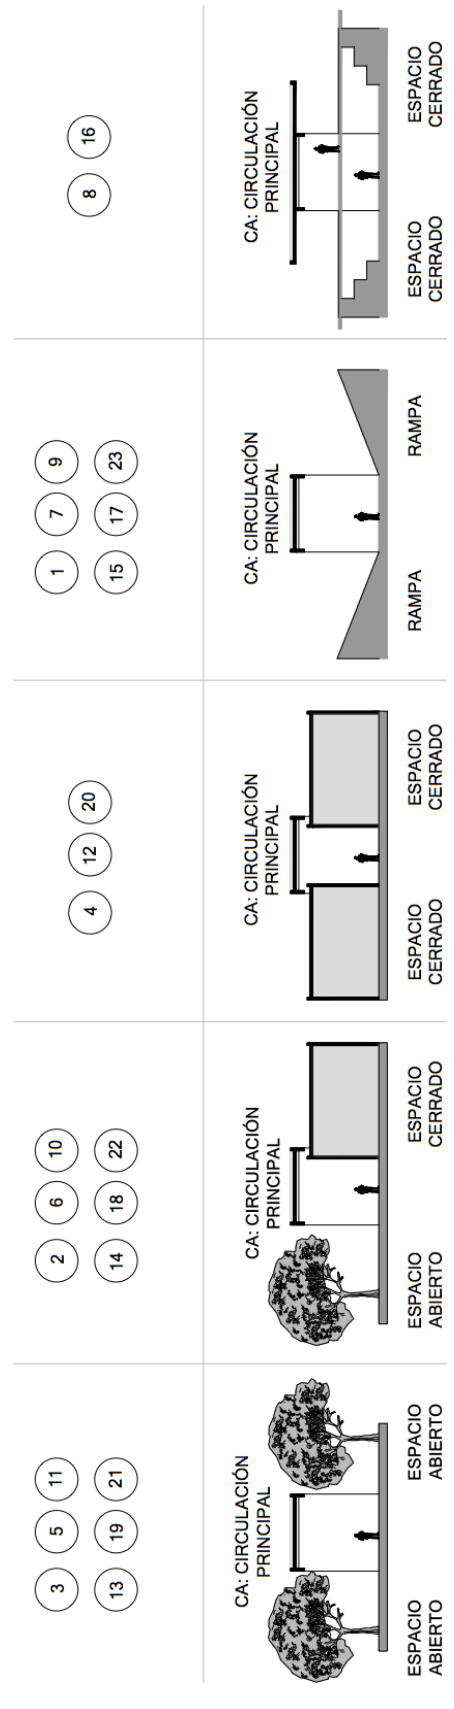 3 5 11
13 19 21
CA: CIRCULACIÓN
PRINCIPAL
ESPACIO
ABIERTO
ESPACIO
ABIERTO
2 6 10
14 18 22
CA: CIRCULACIÓN
PRINCIPAL
ESPACIO
ABIERTO
ESPACIO
CERRADO
4 12 20
CA: CIRCULACIÓN
PRINCIPAL
ESPACIO
CERRADO
ESPACIO
CERRADO
1 7 9
15 17 23
CA: CIRCULACIÓN
PRINCIPAL
RAMPA
RAMPA
8 16
CA: CIRCULACIÓN
PRINCIPAL
ESPACIO
CERRADO
ESPACIO
CERRADO